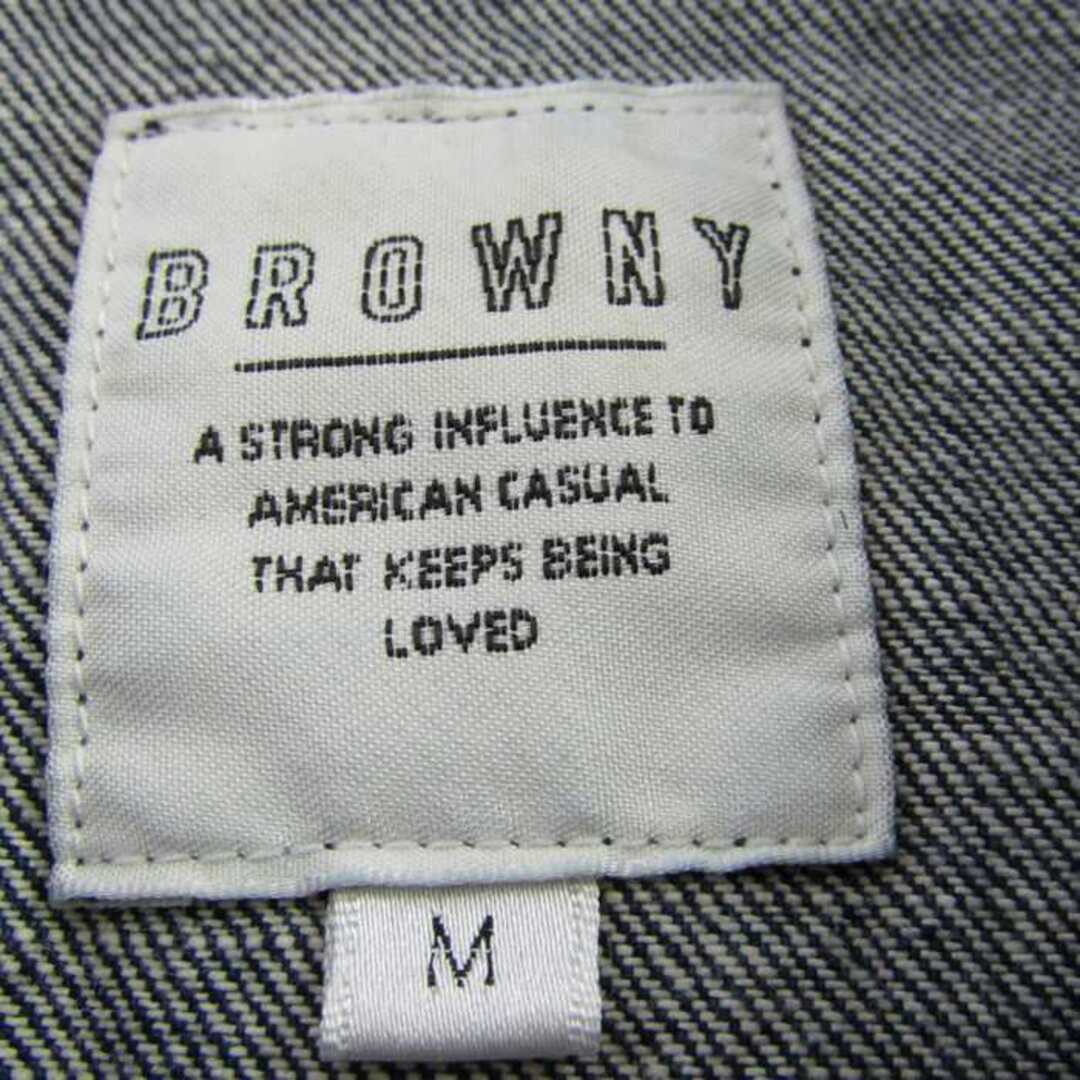 BROWNY
A STRONG INFLUENCE TO
AMERICAN CASUAL
THAT KEEPS BEING
LOVED
M